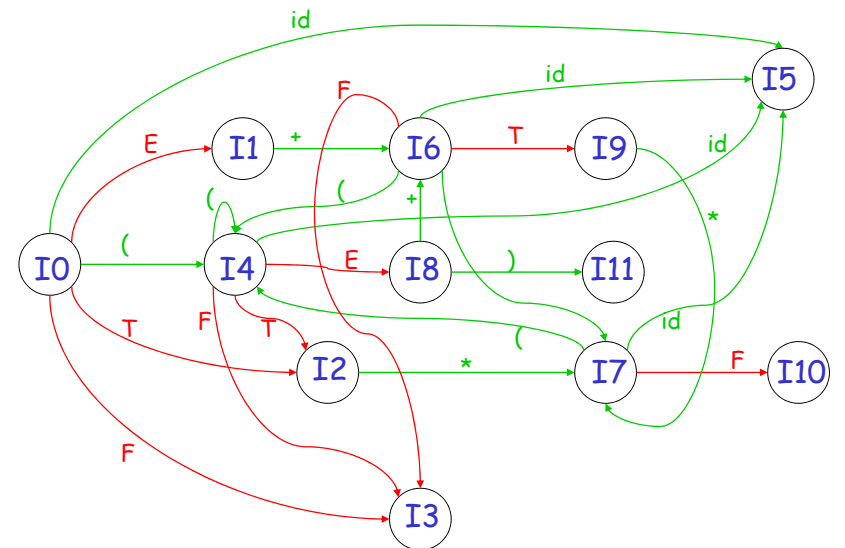 id
id
I5
F
E
I1
+
I6
T
I9
id
(
(
+
*
(
I0
I4
E
I8
)
I11
F
T
T
I2
*
(
id
I7
F
I10
F
I3